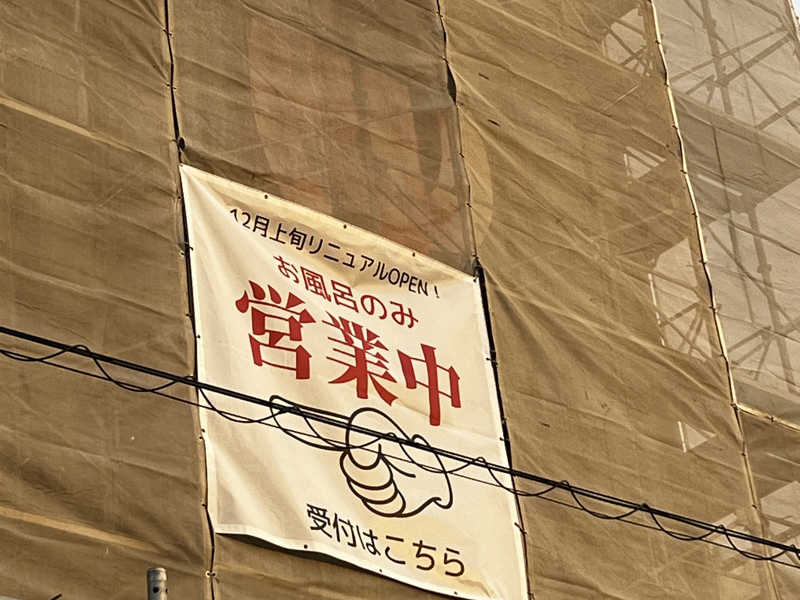 12月上旬リニュアルOPEN!
お風呂のみ
営業中
受付はこちら